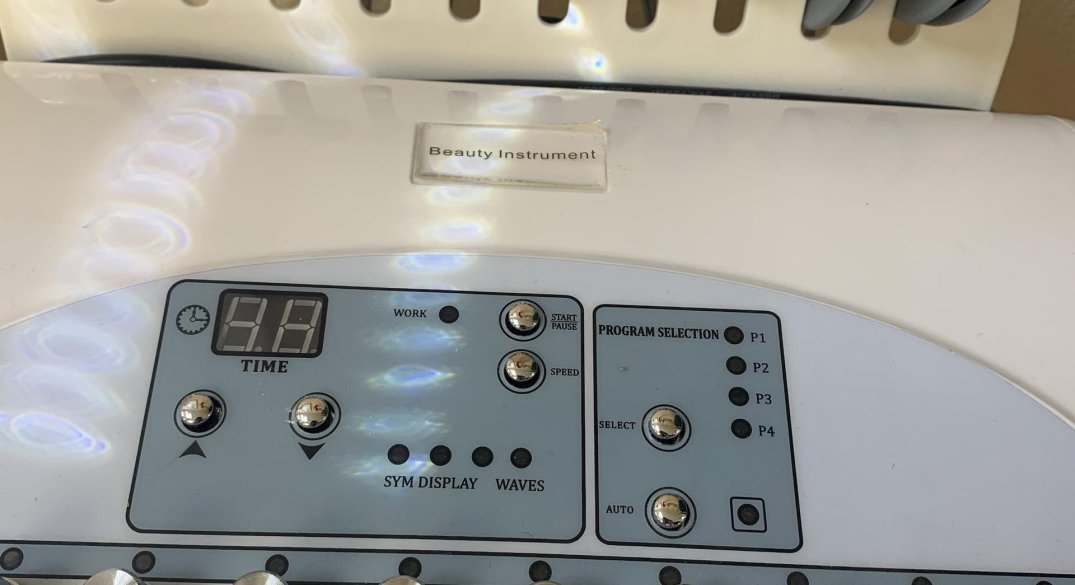 Beauty Instrument
WORK
START
PAUSE
TIME
SPEED
SYM DISPLAY WAVES
PROGRAM SELECTION P1
P2
P3
SELECT P4
AUTO